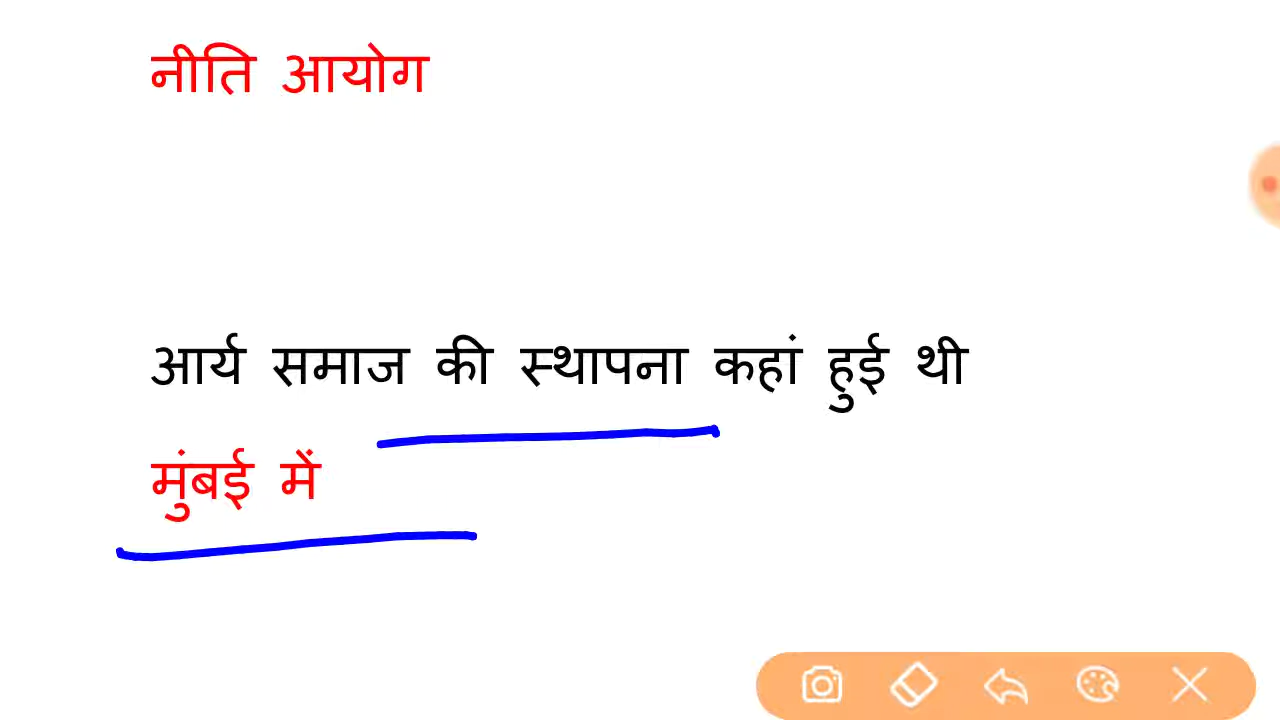 नीति आयोग
आर्य समाज की स्थापना कहां हुई थी
मुंबई में